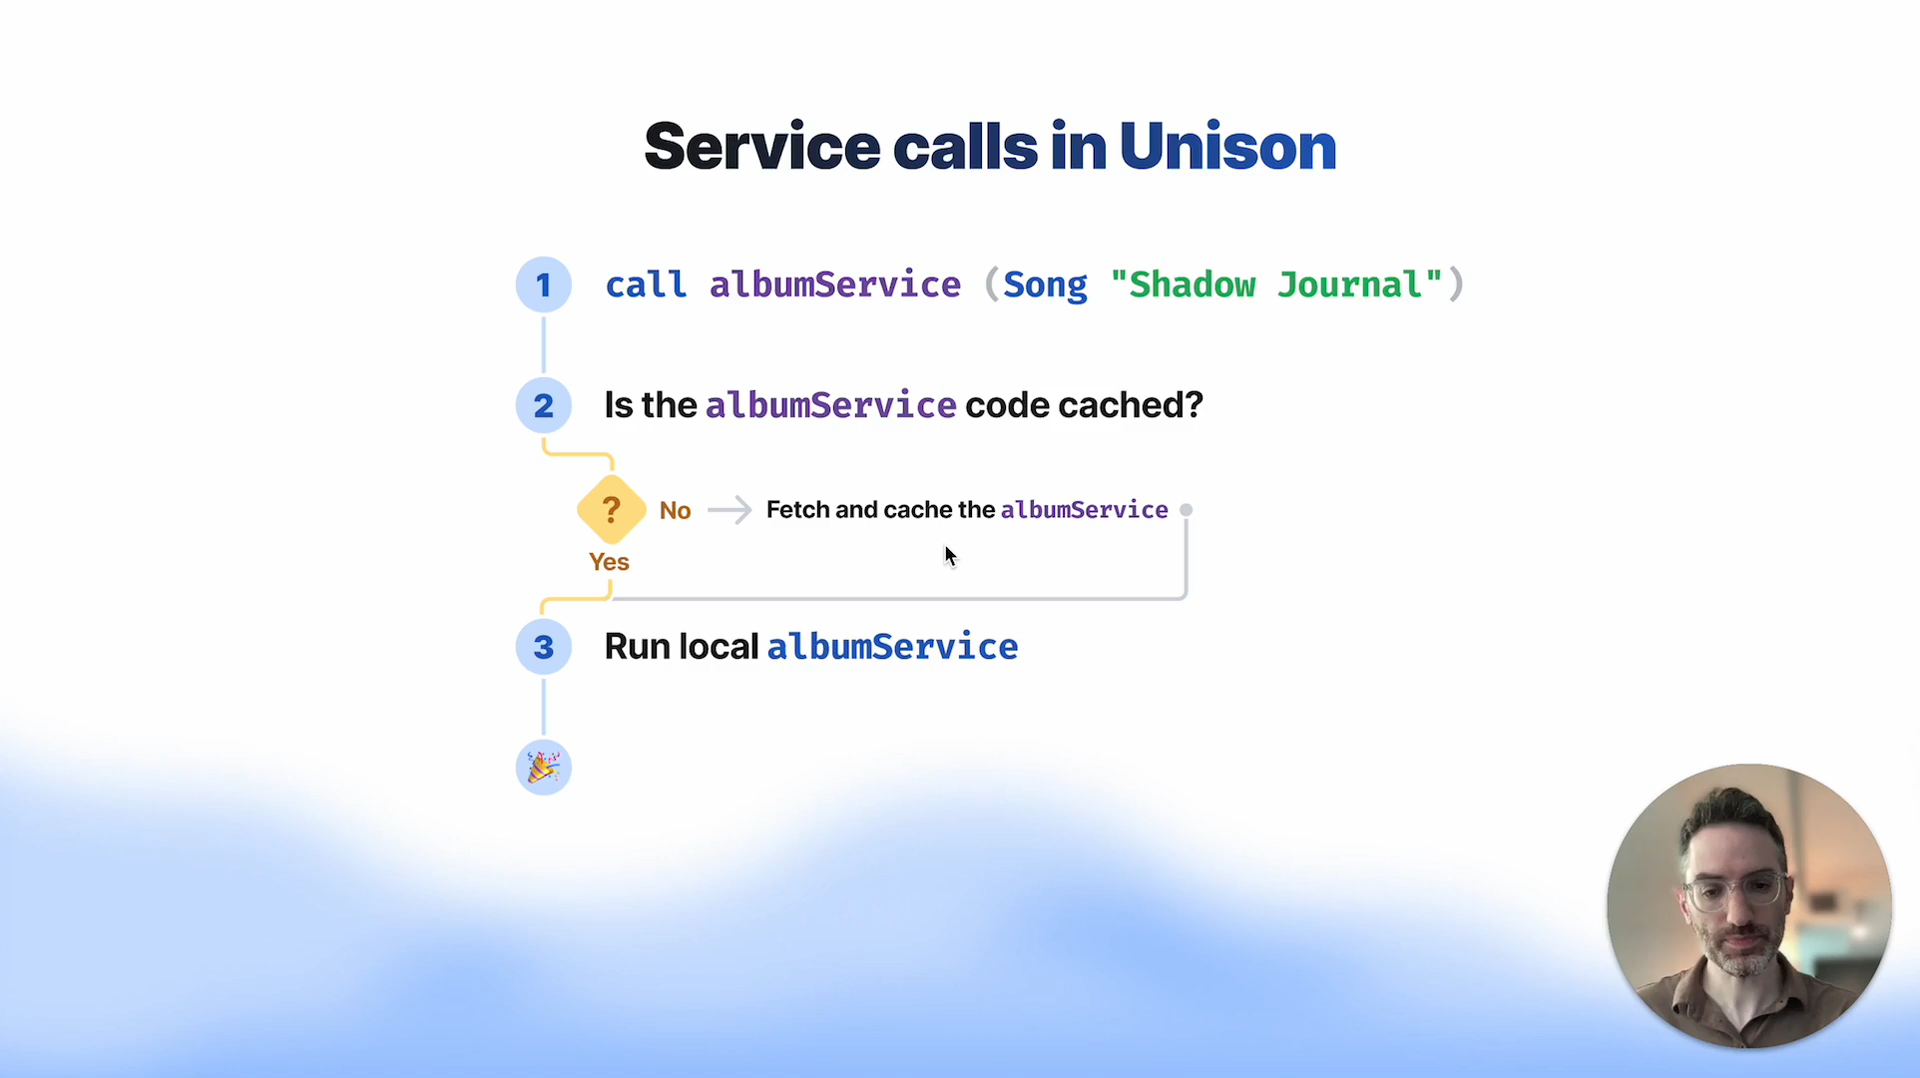 Service calls in Unison
1 call albumService (Song "Shadow Journal")
2 Is the albumService code cached?
? No Fetch and cache the albumService
Yes
3 Run local albumService